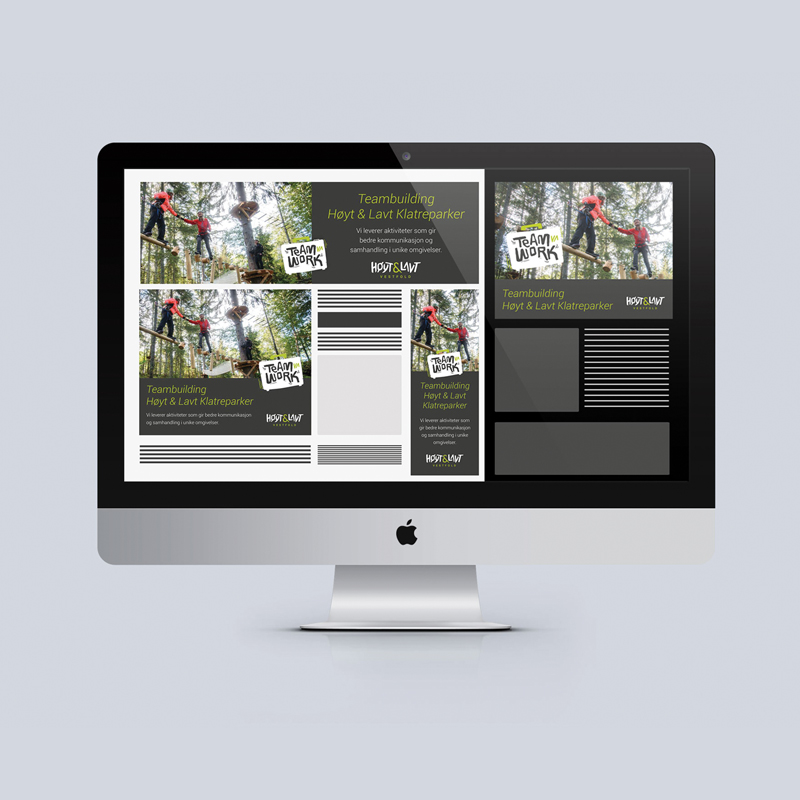 Teambuilding
Høyt & Lavt Klatreparker
Vi leverer aktiviteter som gir
bedre kommunikasjon og
samhandling i unike omgivelser.
TEAM
WORK
HØYT&LAVT
VESTFOLD
TEAM
WORK
Teambuilding
Høyt & Lavt Klatreparker
Vi leverer aktiviteter som gir bedre kommunikasjon
og samhandling i unike omgivelser.
HØYT&LAVT
VESTFOLD
TEAM
WORK
Teambuilding
Høyt & Lavt
Klatreparker
Vi leverer aktiviteter som
gir bedre kommunikasjon
og samhandling i unike
omgivelser.
HØYT&LAVT
VESTFOLD
TEAM
WORK
Teambuilding
Høyt & Lavt Klatreparker
HØYT&LAVT
VESTFOLD